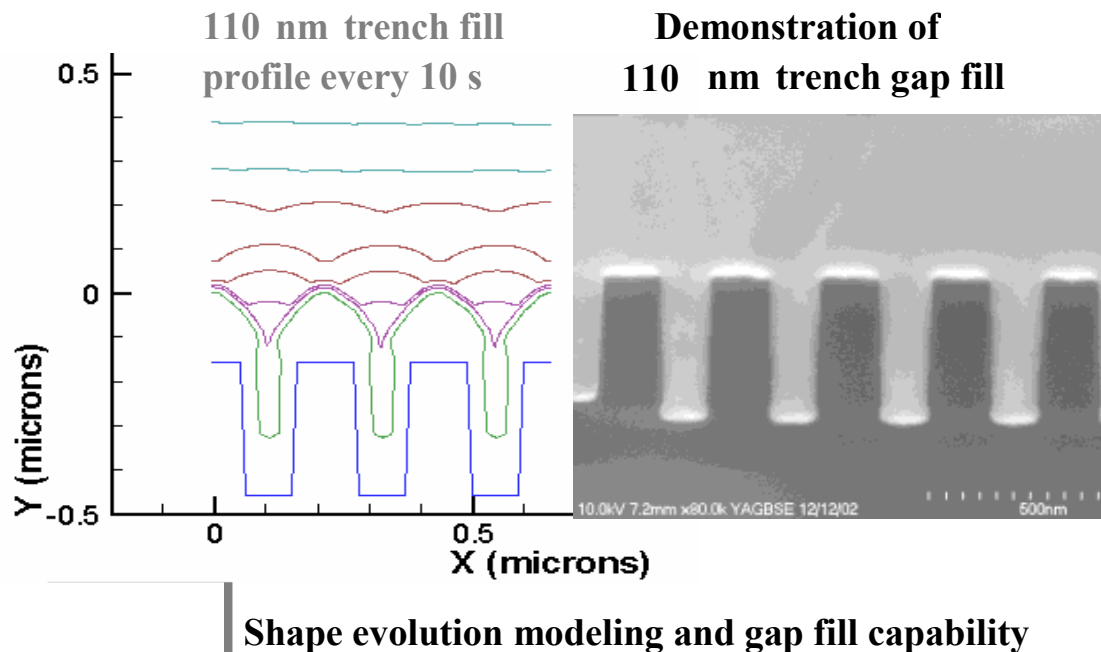 110 nm trench fill
profile every 10 s
Demonstration of
110 nm trench gap fill
0.5
0
-0.5
Y (microns)
0
0.5
X (microns)
10.0kV 7.2mm x80.0k YAGBSE 12/12/02
500nm
Shape evolution modeling and gap fill capability